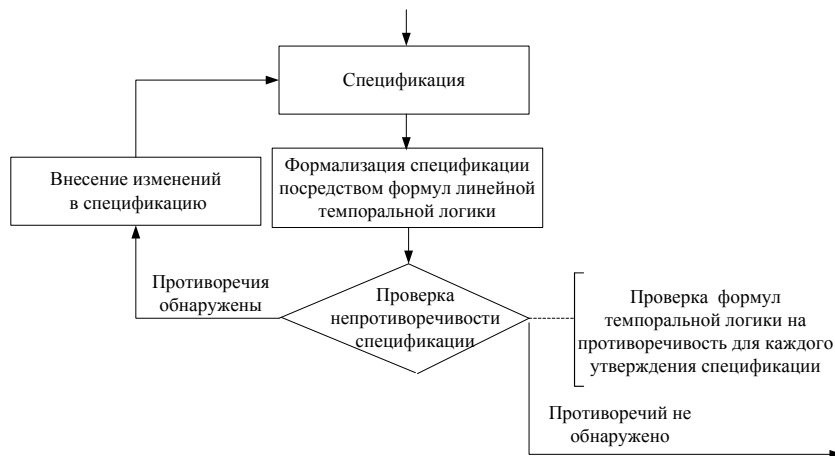 Спецификация
Формализация спецификации
посредством формул линейной
темпоральной логики
Внесение изменений
в спецификацию
Противоречия
обнаружены
Проверка
непротиворечивости
спецификации
Проверка формул
темпоральной логики на
противоречивость для каждого
утверждения спецификации
Противоречий не
обнаружено